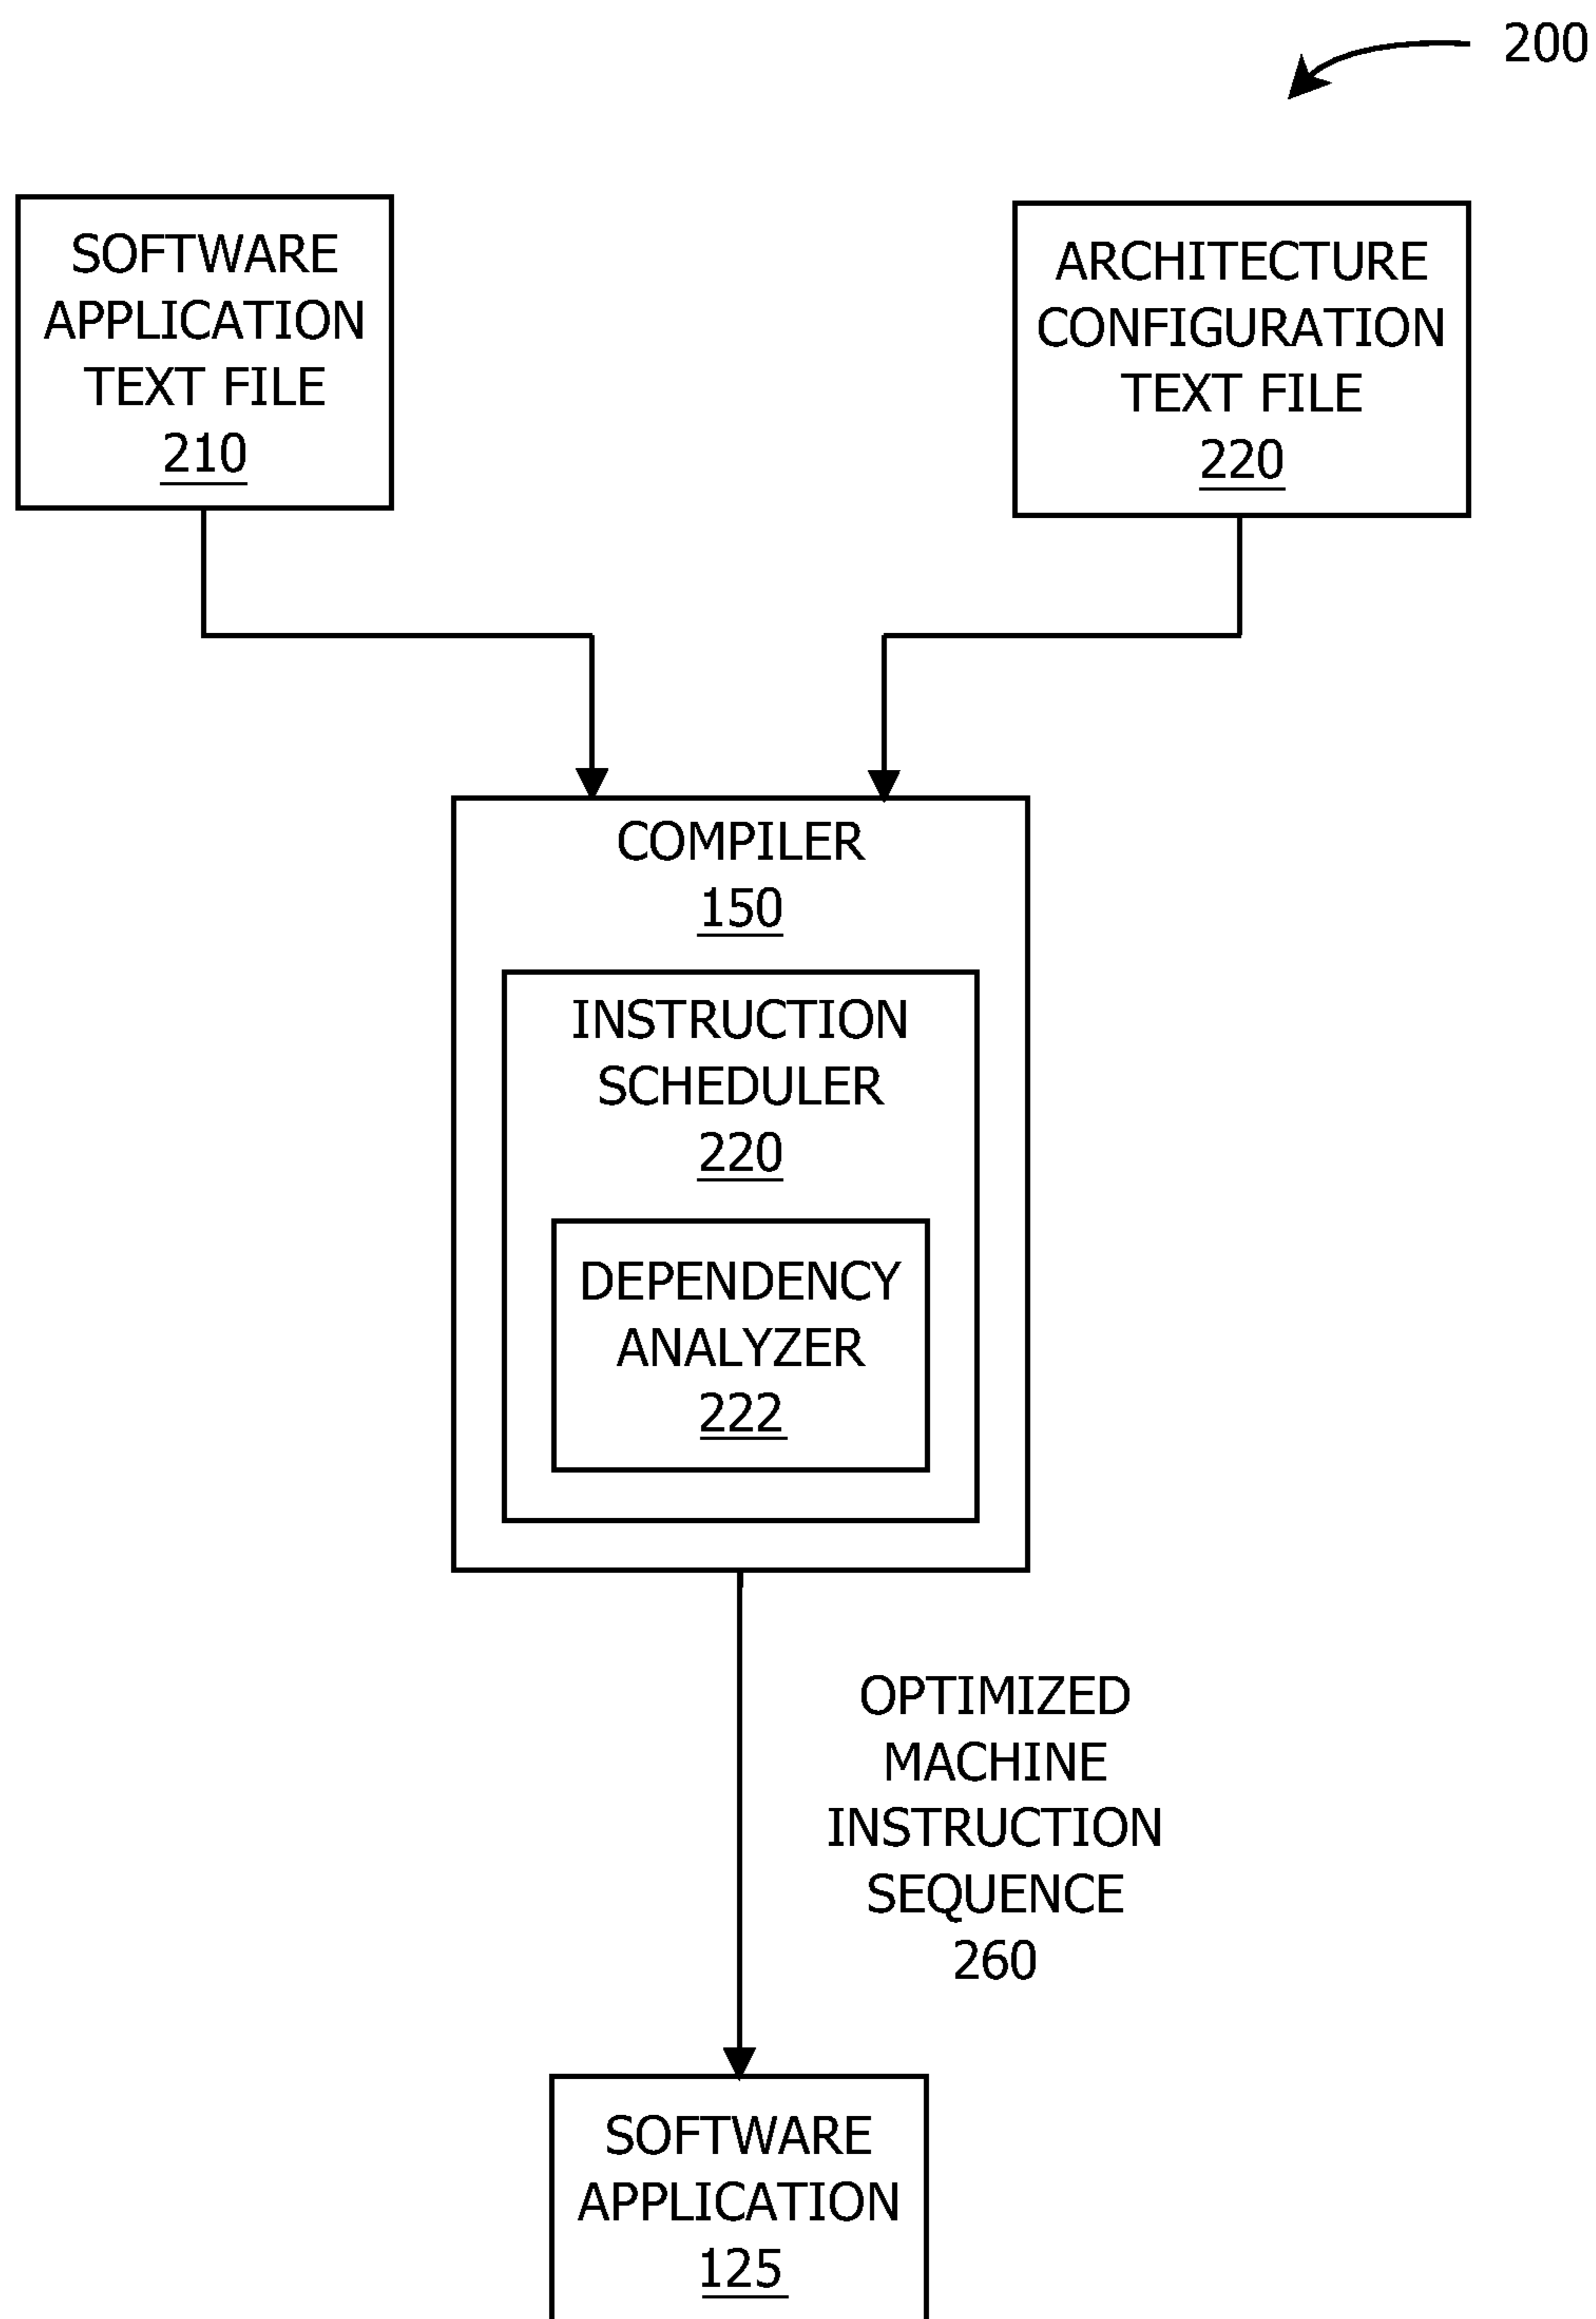 200
SOFTWARE
APPLICATION
TEXT FILE
210
ARCHITECTURE
CONFIGURATION
TEXT FILE
220
COMPILER
150
INSTRUCTION
SCHEDULER
220
DEPENDENCY
ANALYZER
222
OPTIMIZED
MACHINE
INSTRUCTION
SEQUENCE
260
SOFTWARE
APPLICATION
125